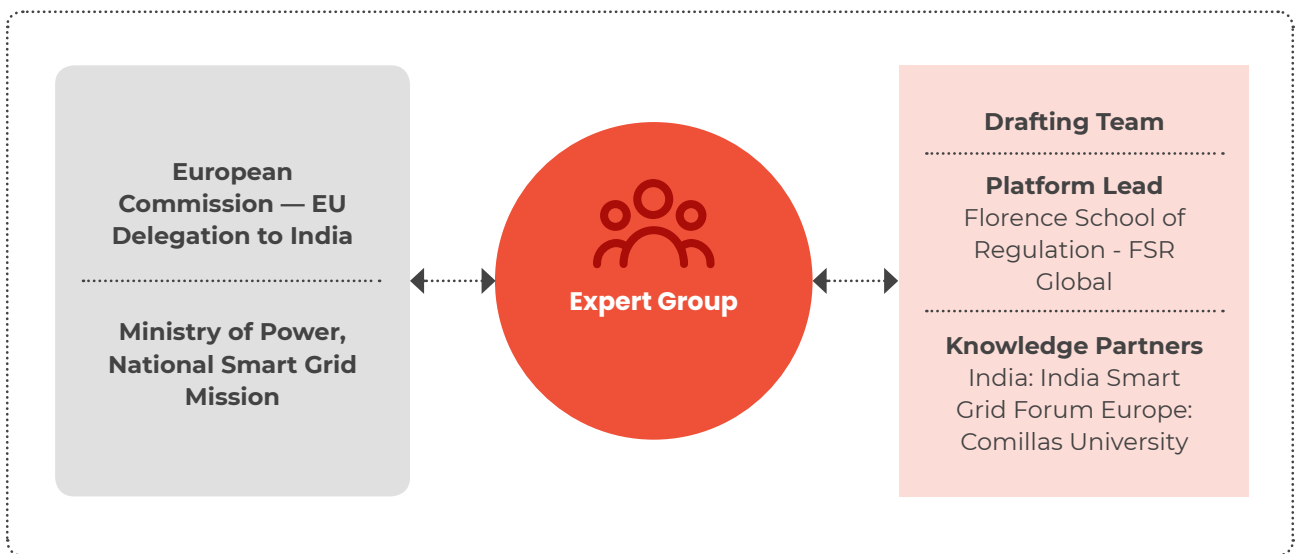 European
Commission — EU
Delegation to India
Ministry of Power,
National Smart Grid
Mission
Expert Group
Drafting Team
Platform Lead
Florence School of
Regulation - FSR
Global
Knowledge Partners
India: India Smart
Grid Forum Europe:
Comillas University